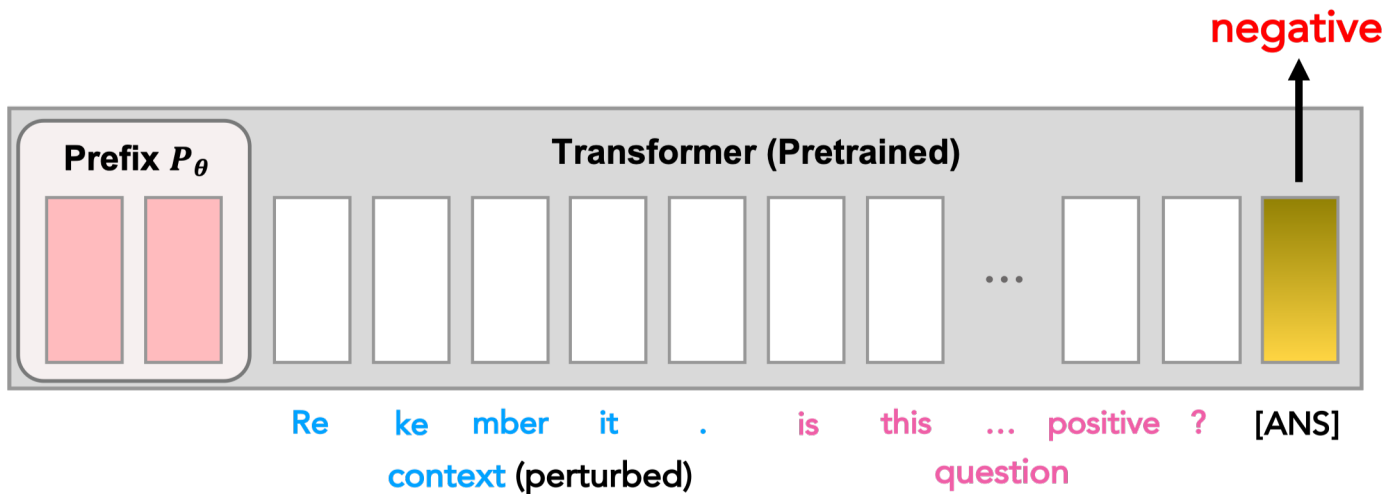 negative
Prefix P_θ
Transformer (Pretrained)
...
Re ke mber it . is this ... positive ? [ANS]
context (perturbed) question